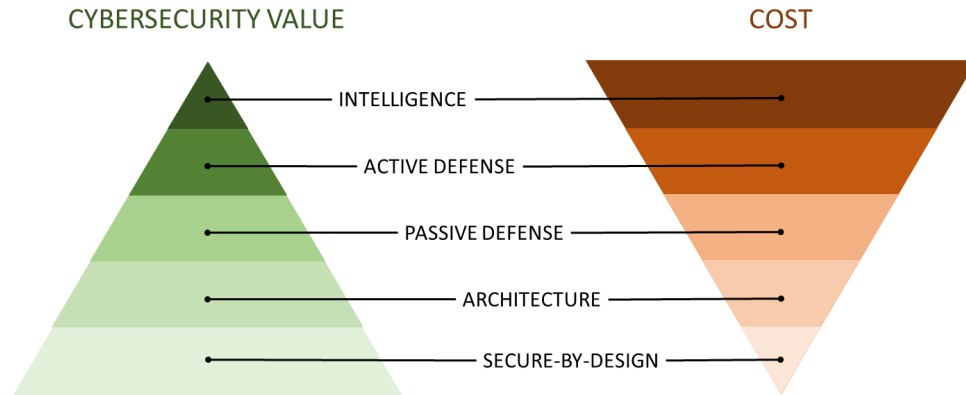 CYBERSECURITY VALUE
COST
INTELLIGENCE
ACTIVE DEFENSE
PASSIVE DEFENSE
ARCHITECTURE
SECURE-BY-DESIGN